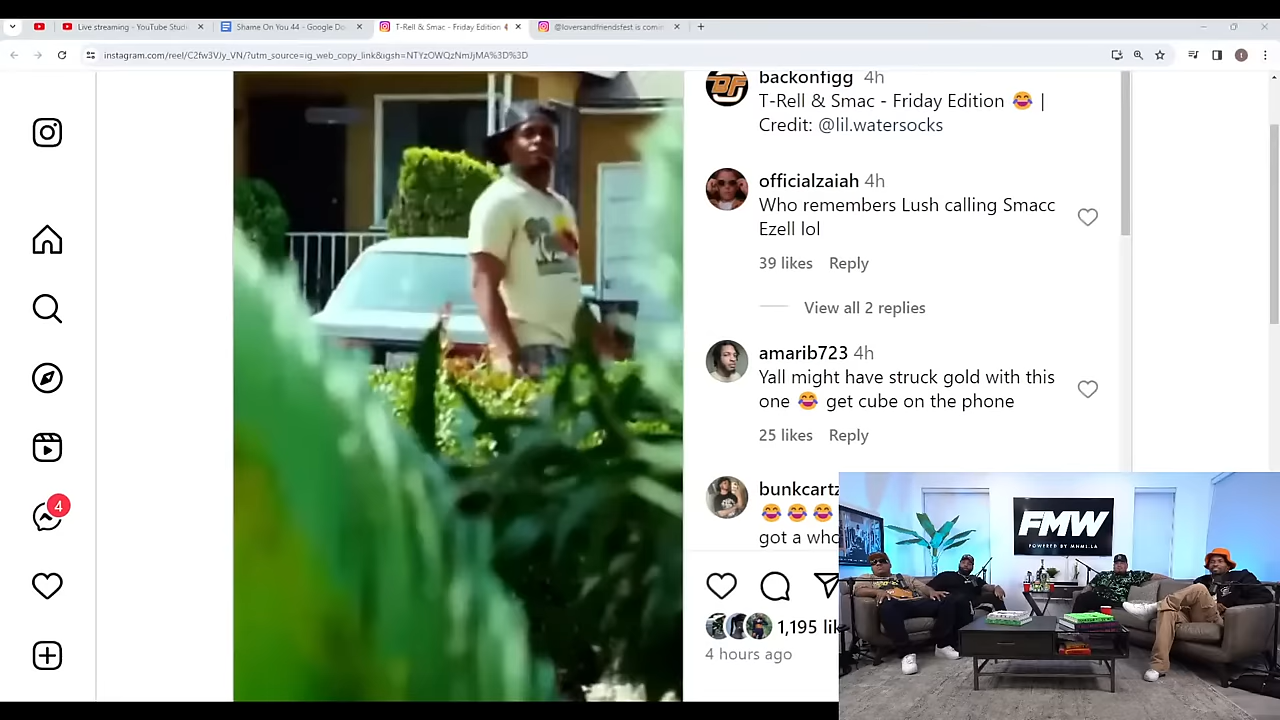 Live streaming - YouTube Stud
Shame On You 44 - Google Do
T-Rell & Smac - Friday Edition
@loversandfriendsfest is comin
instagram.com/reel/C2fw3VJy_VN/?utm_source=ig_web_copy_link&igsh=NTYzOWQzNmJjMA%3D%3D
backonfigg 4h
T-Rell & Smac - Friday Edition 😂 |
Credit: @lil.watersocks
officialzaiah 4h
Who remembers Lush calling Smacc
Ezell lol
39 likes Reply
View all 2 replies
amarib723 4h
Yall might have struck gold with this
one 😂 get cube on the phone
25 likes Reply
bunkcartz
😂😂😂
got a who
4
1,195 lik
4 hours ago
FMW
POWERED BY MNML.LA